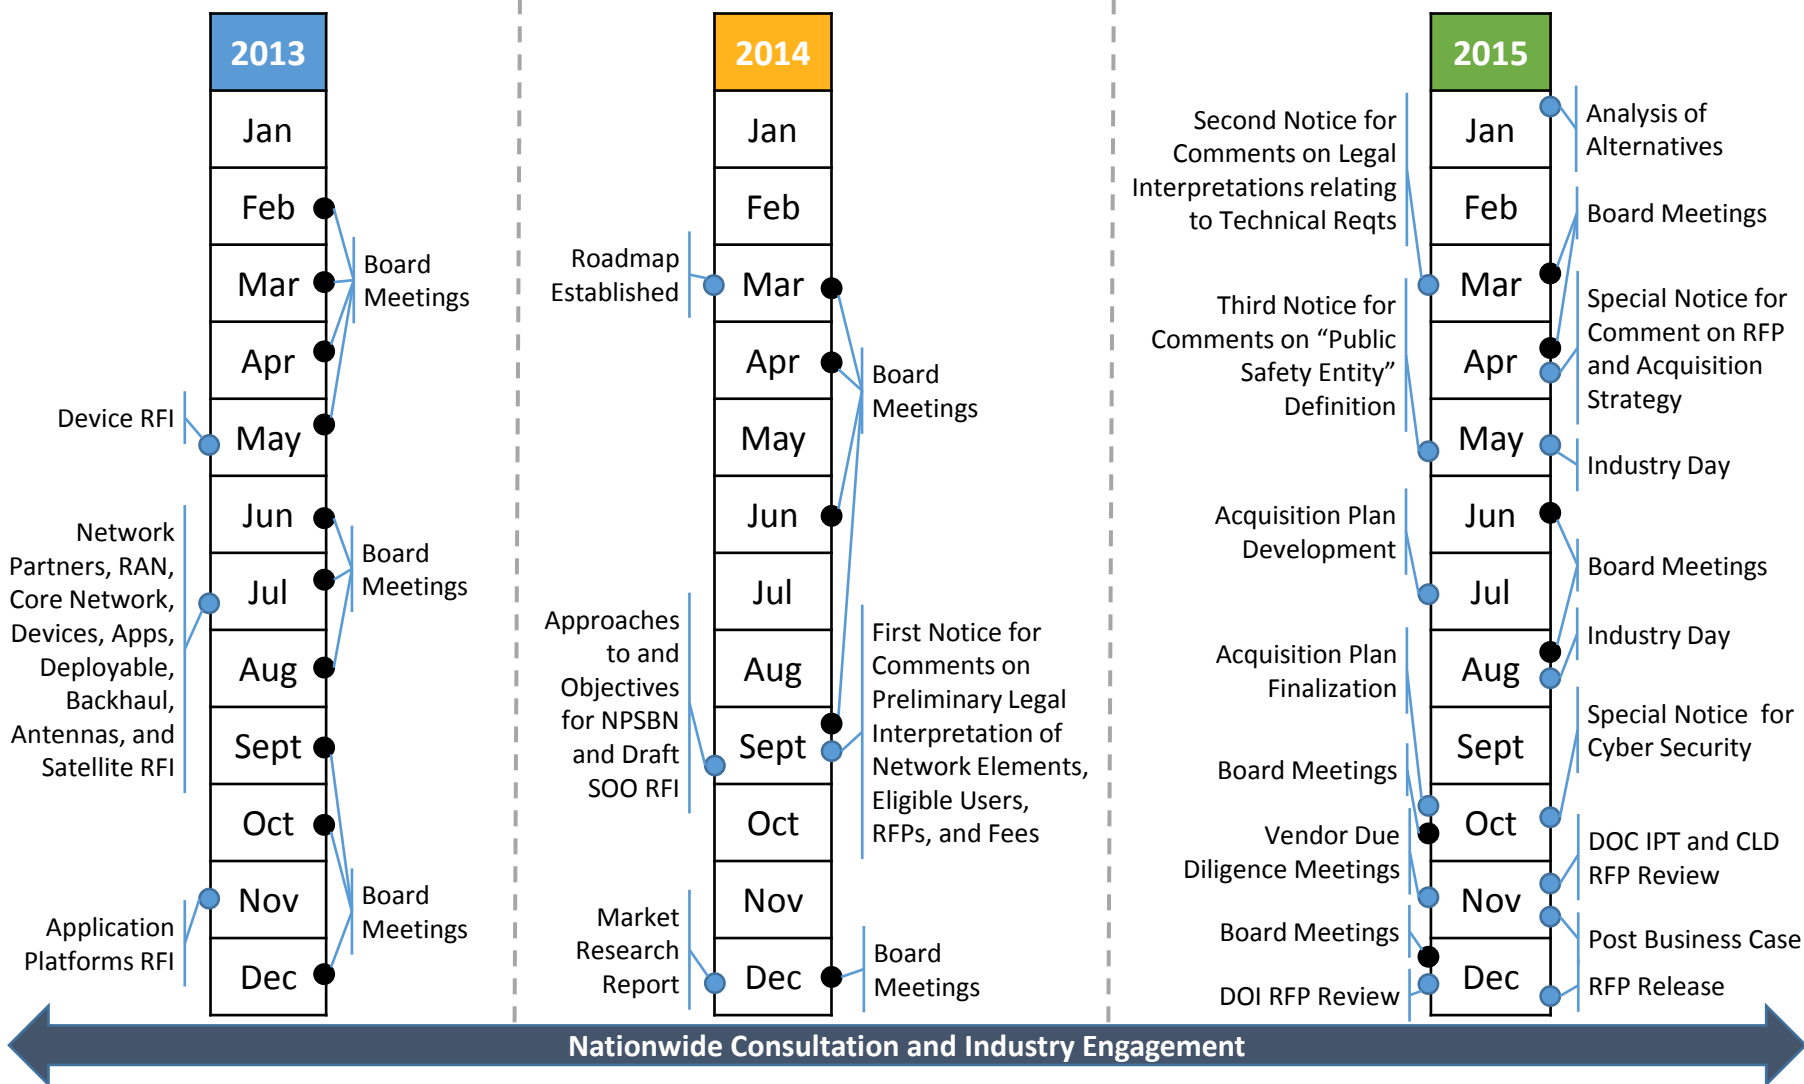 2013
Jan
Feb
Mar
Apr
May
Jun
Jul
Aug
Sept
Oct
Nov
Dec
Device RFI
Network
Partners, RAN,
Core Network,
Devices, Apps,
Deployable,
Backhaul,
Antennas, and
Satellite RFI
Application
Platforms RFI
Board
Meetings
Board
Meetings
Board
Meetings
2014
Jan
Feb
Mar
Apr
May
Jun
Jul
Aug
Sept
Oct
Nov
Dec
Roadmap
Established
Approaches
to and
Objectives
for NPSBN
and Draft
SOO RFI
Market
Research
Report
Board
Meetings
First Notice for
Comments on
Preliminary Legal
Interpretation of
Network Elements,
Eligible Users,
RFPs, and Fees
Board
Meetings
2015
Jan
Feb
Mar
Apr
May
Jun
Jul
Aug
Sept
Oct
Nov
Dec
Second Notice for
Comments on Legal
Interpretations relating
to Technical Reqts
Third Notice for
Comments on “Public
Safety Entity”
Definition
Acquisition Plan
Development
Acquisition Plan
Finalization
Board Meetings
Vendor Due
Diligence Meetings
Board Meetings
DOI RFP Review
Analysis of
Alternatives
Board Meetings
Special Notice for
Comment on RFP
and Acquisition
Strategy
Industry Day
Board Meetings
Industry Day
Special Notice for
Cyber Security
DOC IPT and CLD
RFP Review
Post Business Case
RFP Release
Nationwide Consultation and Industry Engagement